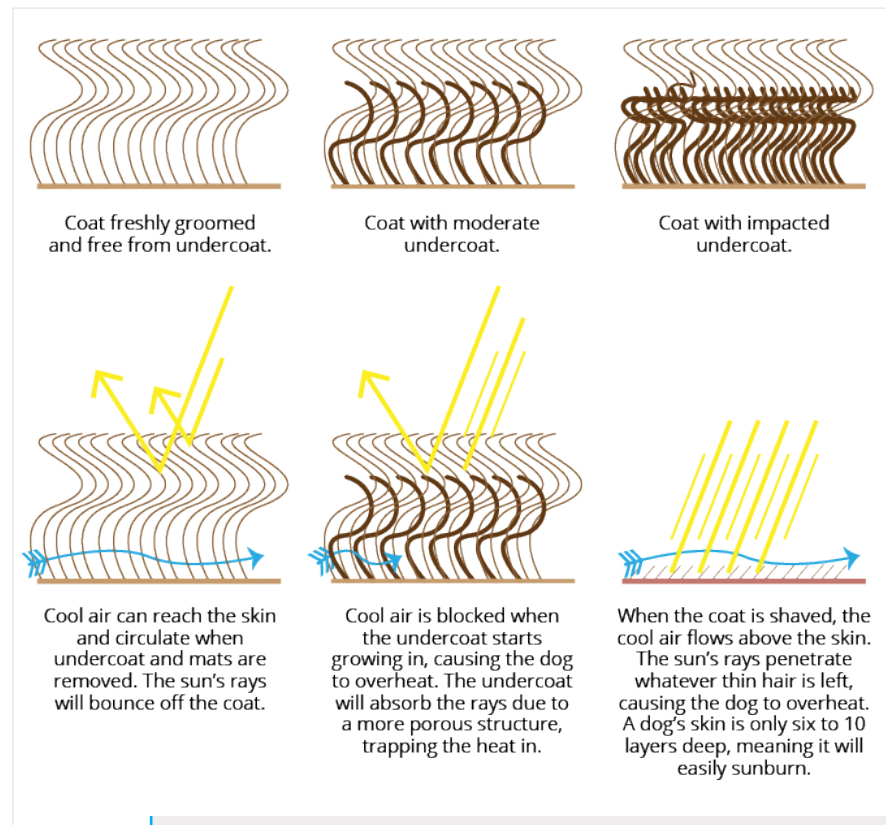 Coat freshly groomed
and free from undercoat.
Coat with moderate
undercoat.
Coat with impacted
undercoat.
Cool air can reach the skin
and circulate when
undercoat and mats are
removed. The sun's rays
will bounce off the coat.
Cool air is blocked when
the undercoat starts
growing in, causing the dog
to overheat. The undercoat
will absorb the rays due to
a more porous structure,
trapping the heat in.
When the coat is shaved, the
cool air flows above the skin.
The sun's rays penetrate
whatever thin hair is left,
causing the dog to overheat.
A dog's skin is only six to 10
layers deep, meaning it will
easily sunburn.